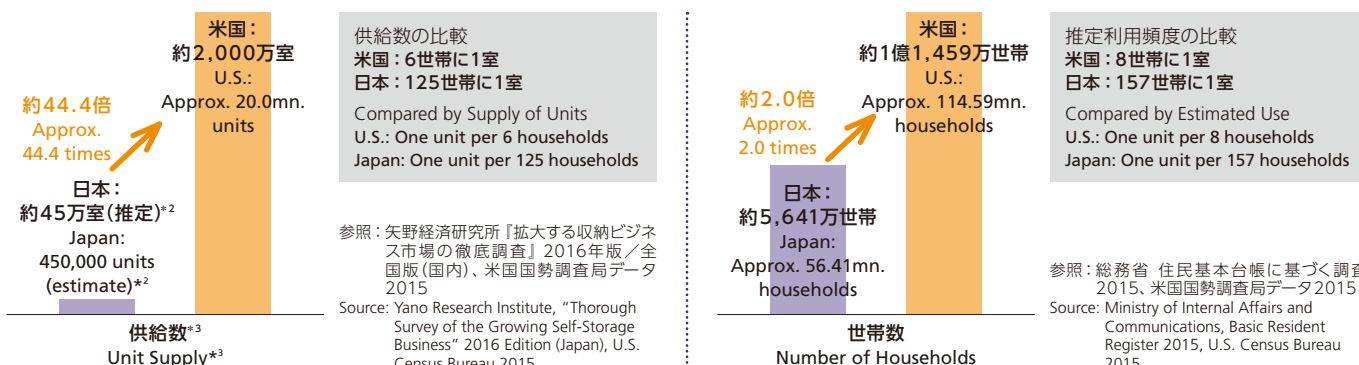 米国：
約2,000万室
U.S.:
Approx. 20.0mn.
units
約44.4倍
Approx.
44.4 times
日本：
約45万室(推定)*2
Japan:
450,000 units
(estimate)*2
供給数*3
Unit Supply*3
供給数の比較
米国：6世帯に1室
日本：125世帯に1室
Compared by Supply of Units
U.S.: One unit per 6 households
Japan: One unit per 125 households
参照：矢野経済研究所『拡大する収納ビジネ
ス市場の徹底調査』2016年版／全
国版(国内)、米国国勢調査局データ
2015
Source: Yano Research Institute, “Thorough
Survey of the Growing Self-Storage
Business” 2016 Edition (Japan), U.S.
Census Bureau 2015
米国：
約1億1,459万世帯
U.S.:
Approx. 114.59mn.
households
約2.0倍
Approx.
2.0 times
日本：
約5,641万世帯
Japan:
Approx. 56.41mn.
households
世帯数
Number of Households
推定利用頻度の比較
米国：8世帯に1室
日本：157世帯に1室
Compared by Estimated Use
U.S.: One unit per 8 households
Japan: One unit per 157 households
参照：総務省 住民基本台帳に基づく調査
2015、米国国勢調査局データ2015
Source: Ministry of Internal Affairs and
Communications, Basic Resident
Register 2015, U.S. Census Bureau
2015